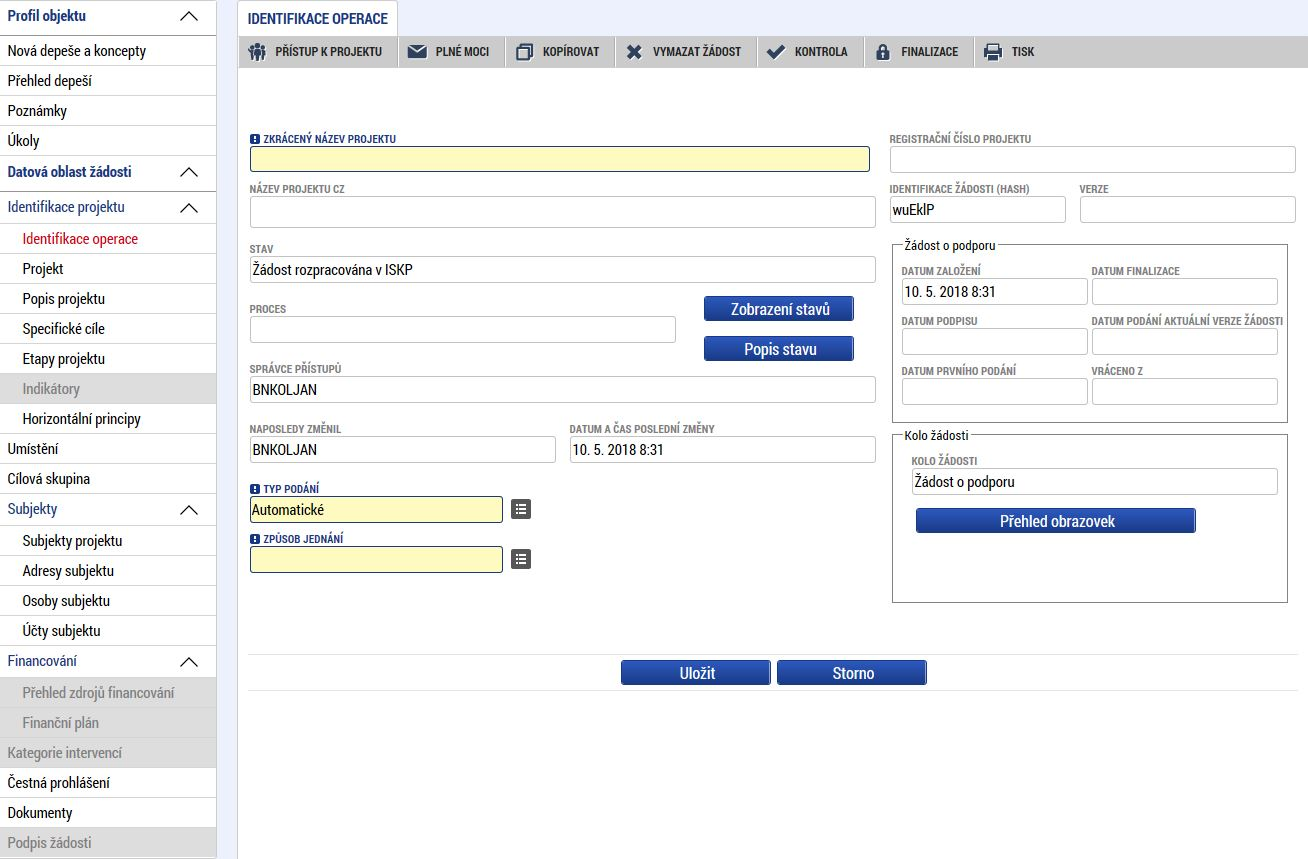 Profil objektu
Nová depeše a koncepty
Přehled depeší
Poznámky
Úkoly
Datová oblast žádosti
Identifikace projektu
Identifikace operace
Projekt
Popis projektu
Specifické cíle
Etapy projektu
Indikátory
Horizontální principy
Umístění
Cílová skupina
Subjekty
Subjekty projektu
Adresy subjektu
Osoby subjektu
Účty subjektu
Financování
Přehled zdrojů financování
Finanční plán
Kategorie intervencí
Čestná prohlášení
Dokumenty
Podpis žádosti
IDENTIFIKACE OPERACE
PŘÍSTUP K PROJEKTU PLNÉ MOCI KOPÍROVAT VYMAZAT ŽÁDOST KONTROLA FINALIZACE TISK
ZKRÁCENÝ NÁZEV PROJEKTU
NÁZEV PROJEKTU CZ
STAV
Žádost rozpracována v ISKP
PROCES
Zobrazení stavů
Popis stavu
SPRÁVCE PŘÍSTUPŮ
BNKOLJAN
NAPOSLEDY ZMĚNIL DATUM A ČAS POSLEDNÍ ZMĚNY
BNKOLJAN 10. 5. 2018 8:31
TYP PODÁNÍ
Automatické
ZPŮSOB JEDNÁNÍ
REGISTRAČNÍ ČÍSLO PROJEKTU
IDENTIFIKACE ŽÁDOSTI (HASH) VERZE
wuEklP
Žádost o podporu
DATUM ZALOŽENÍ DATUM FINALIZACE
10. 5. 2018 8:31
DATUM PODPISU DATUM PODÁNÍ AKTUÁLNÍ VERZE ŽÁDOSTI
DATUM PRVNÍHO PODÁNÍ VRÁCENO Z
Kolo žádosti
KOLO ŽÁDOSTI
Žádost o podporu
Přehled obrazovek
Uložit Storno